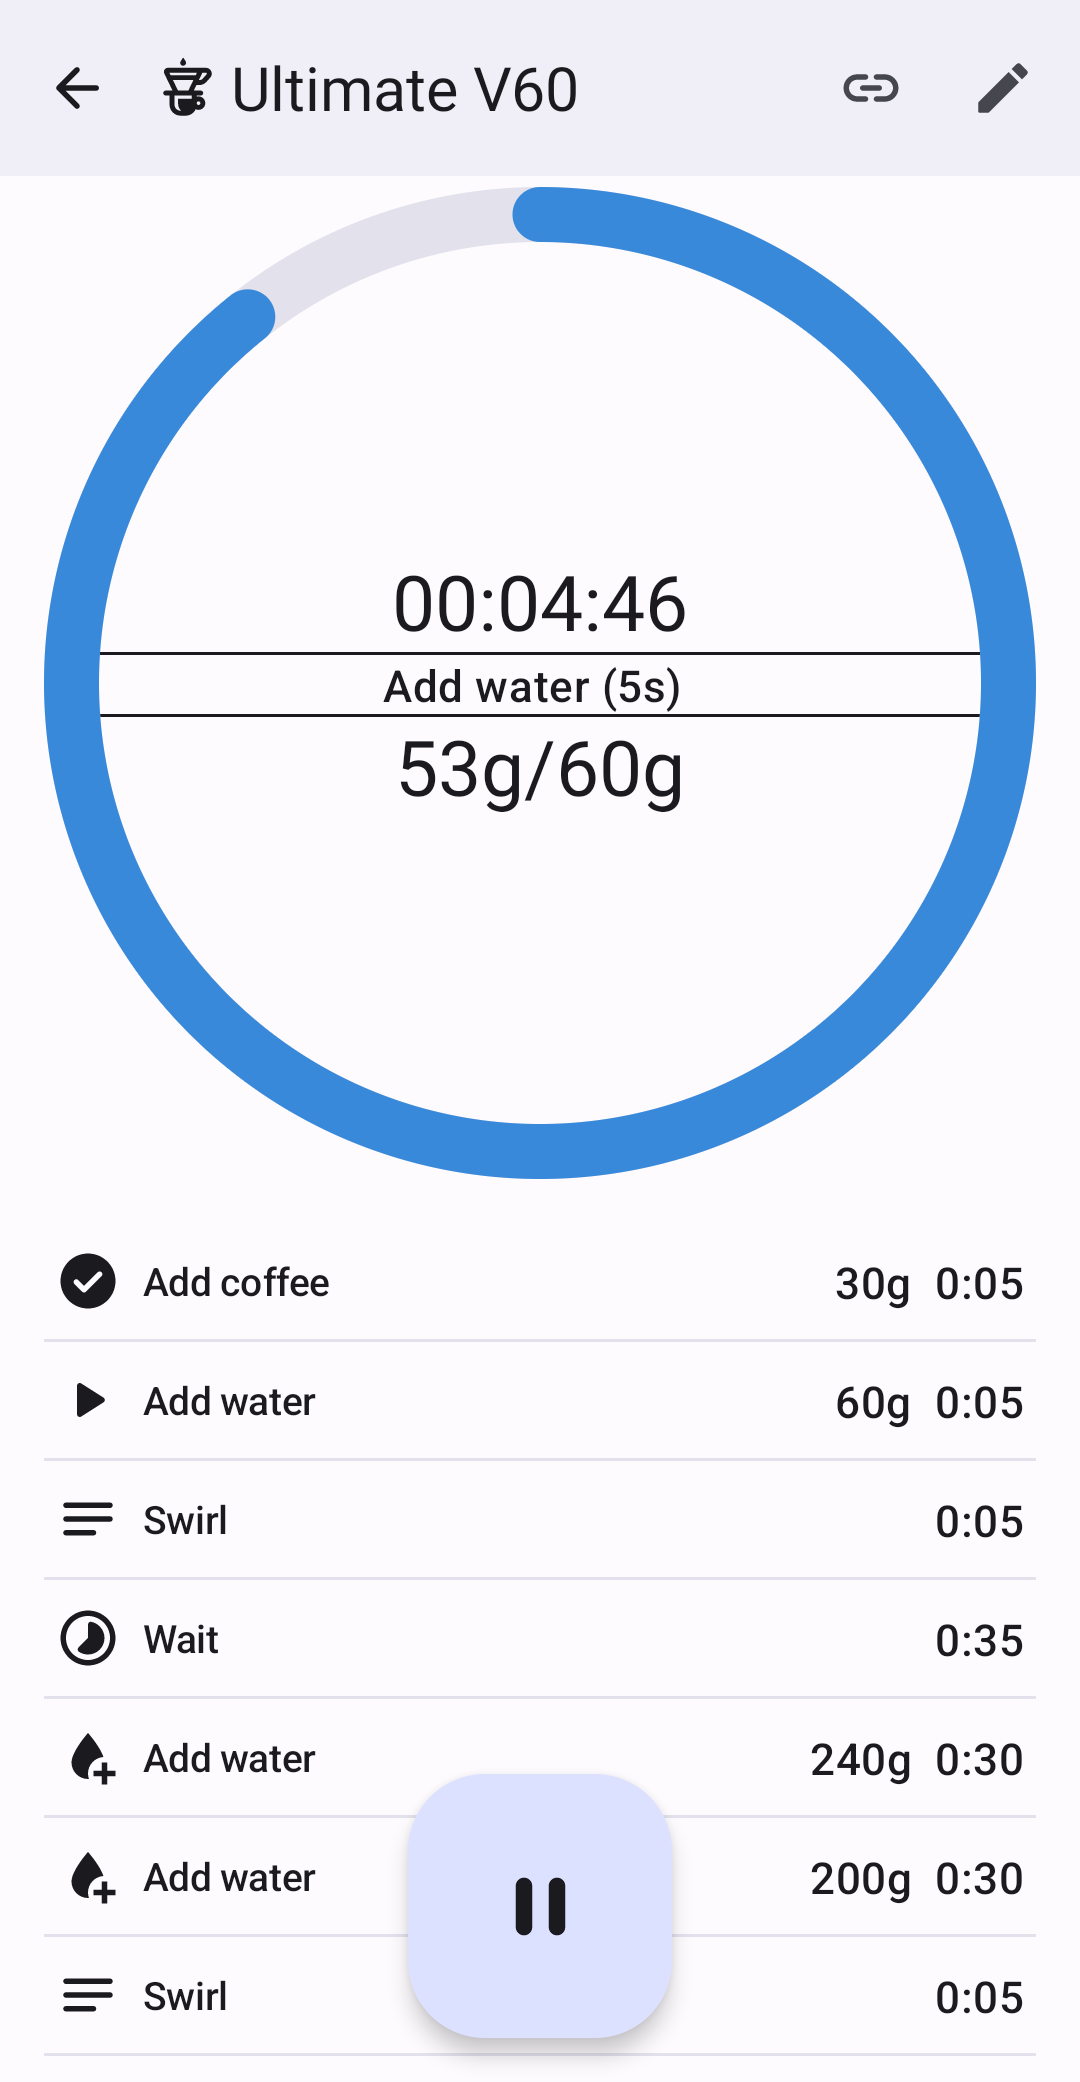 Ultimate V60
00:04:46
Add water (5s)
53g/60g
Add coffee 30g 0:05
Add water 60g 0:05
Swirl 0:05
Wait 0:35
Add water 240g 0:30
Add water 200g 0:30
Swirl 0:05